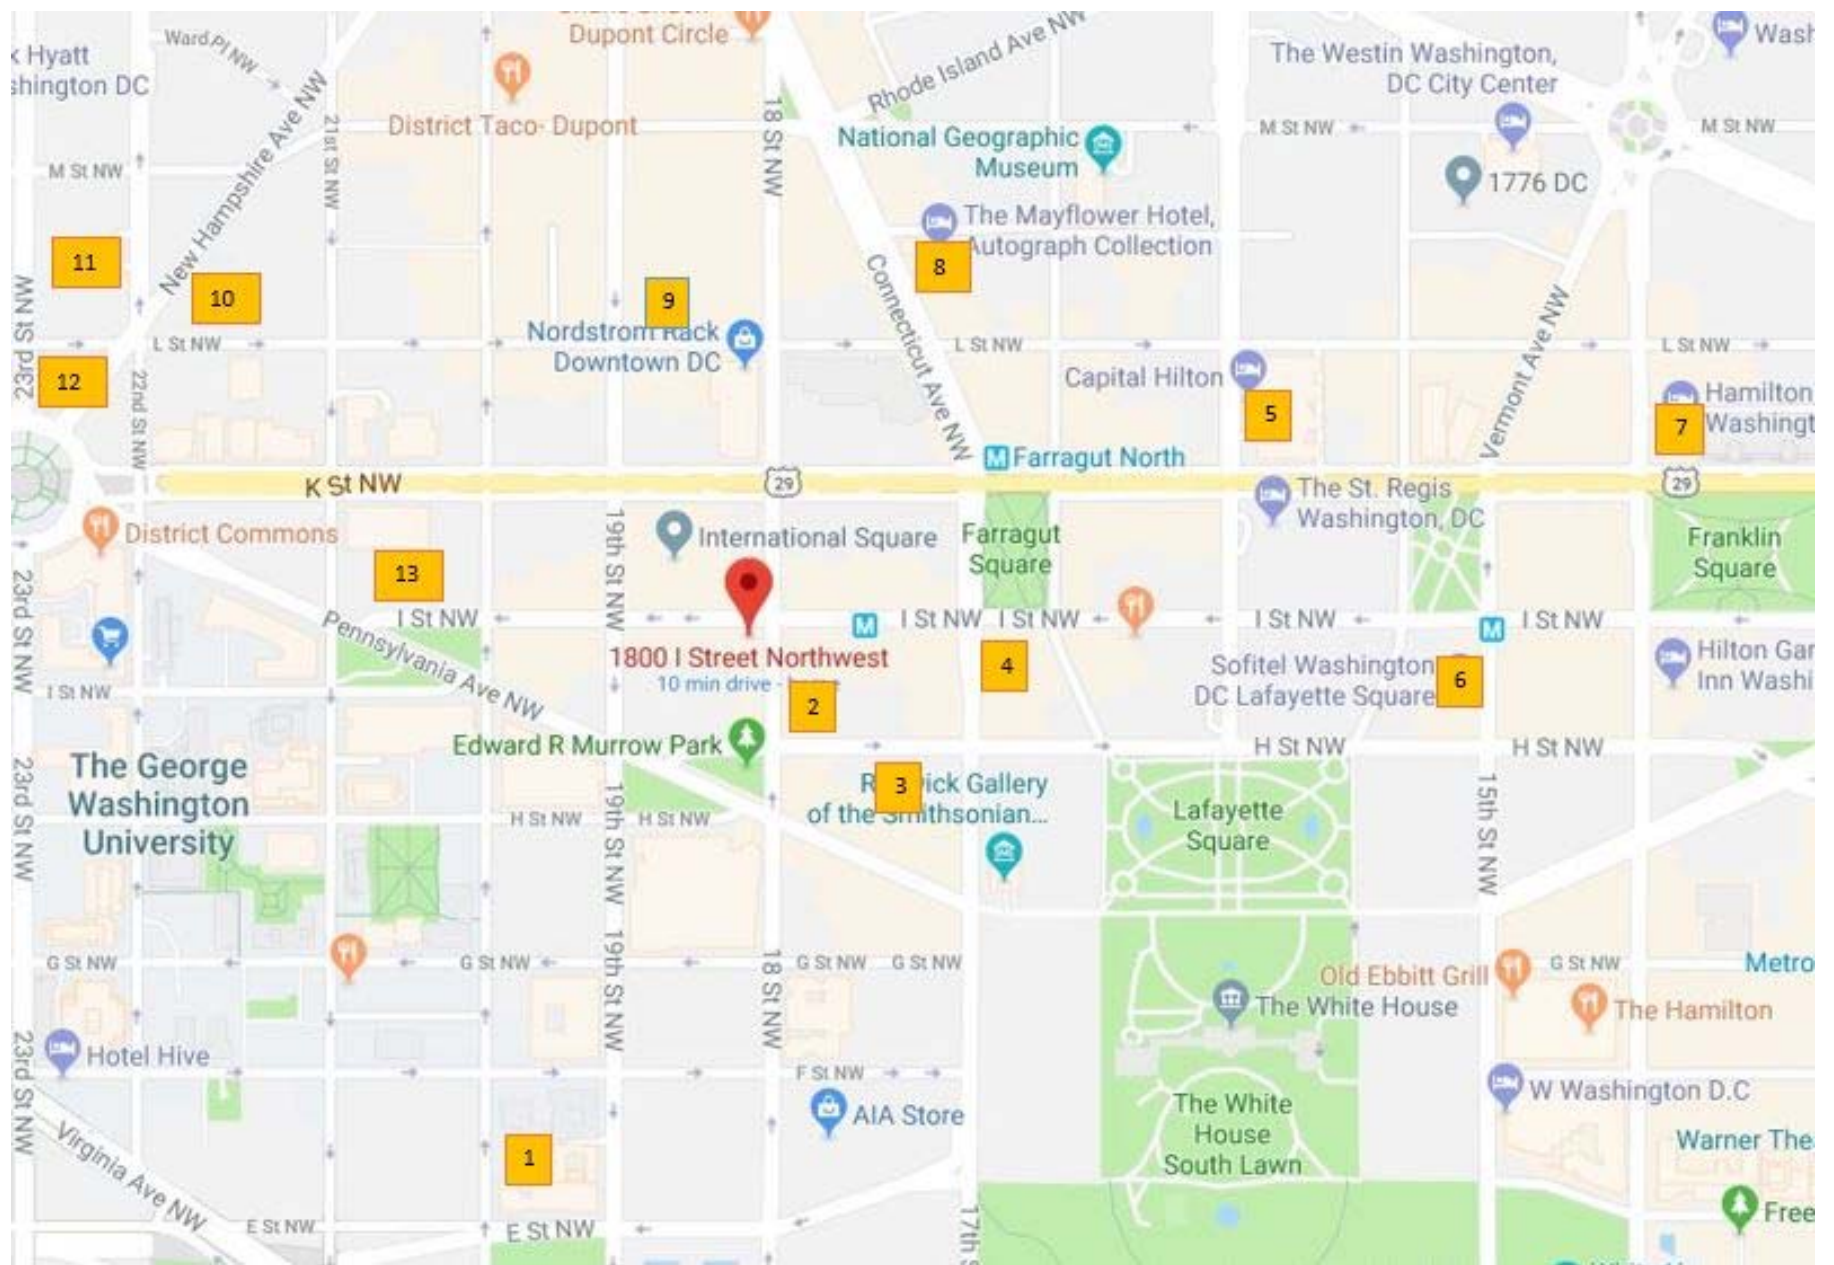 Dupont Circle
Ward Pl NW
k Hyatt
shington DC
Rhode Island Ave NW
Wash
The Westin Washington,
DC City Center
District Taco- Dupont
New Hampshire Ave NW
21st St NW
18 St NW
National Geographic
Museum
M St NW
M St NW
M St NW
1776 DC
The Mayflower Hotel,
Autograph Collection
11
10
9
8
23rd St NW
Connecticut Ave NW
Vermont Ave NW
Nordstrom Rack
Downtown DC
L St NW
L St NW
L St NW
12
22nd St NW
Capital Hilton
5
Hamilton
Washingt
7
Farragut North
K St NW
29
29
The St. Regis
Washington, DC
District Commons
International Square
19th St NW
Farragut
Square
Franklin
Square
13
23rd St NW
I St NW
I St NW
I St NW
I St NW
I St NW
Pennsylvania Ave NW
1800 I Street Northwest
10 min drive -
4
Sofitel Washington
DC Lafayette Square
6
Hilton Gar
Inn Washi
I St NW
2
Edward R Murrow Park
H St NW
H St NW
The George
Washington
University
23rd St NW
19th St NW
3
of the Smithsonian...
Gallery
15th St NW
Lafayette
Square
H St NW
H St NW
19th St NW
18 St NW
G St NW
G St NW
G St NW
G St NW
Old Ebbitt Grill
G St NW
Metro
The White House
The Hamilton
23rd St NW
Hotel Hive
F St NW
AIA Store
W Washington D.C
The White
House
South Lawn
Warner The
Virginia Ave NW
1
17th S
E St NW
E St NW
Free